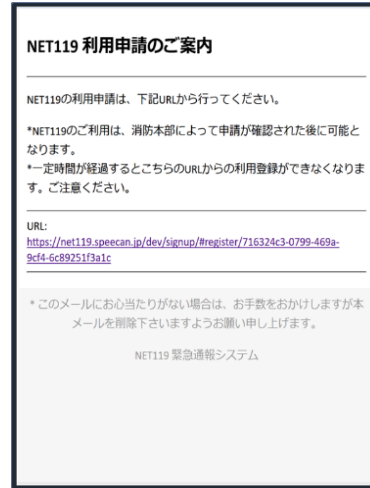 NET119 利用申請のご案内
NET119の利用申請は、下記URLから行ってください。
*NET119のご利用は、消防本部によって申請が確認された後に可能と
なります。
*一定時間が経過するとこちらのURLからの利用登録ができなくなりま
す。ご注意ください。
URL:
https://net119.speecan.jp/dev/signup/#register/716324c3-0799-469a-
9cf4-6c89251f3a1c
* このメールにお心当たりがない場合は、お手数をおかけしますが本
メールを削除下さいますようお願い申し上げます。
NET119 緊急通報システム